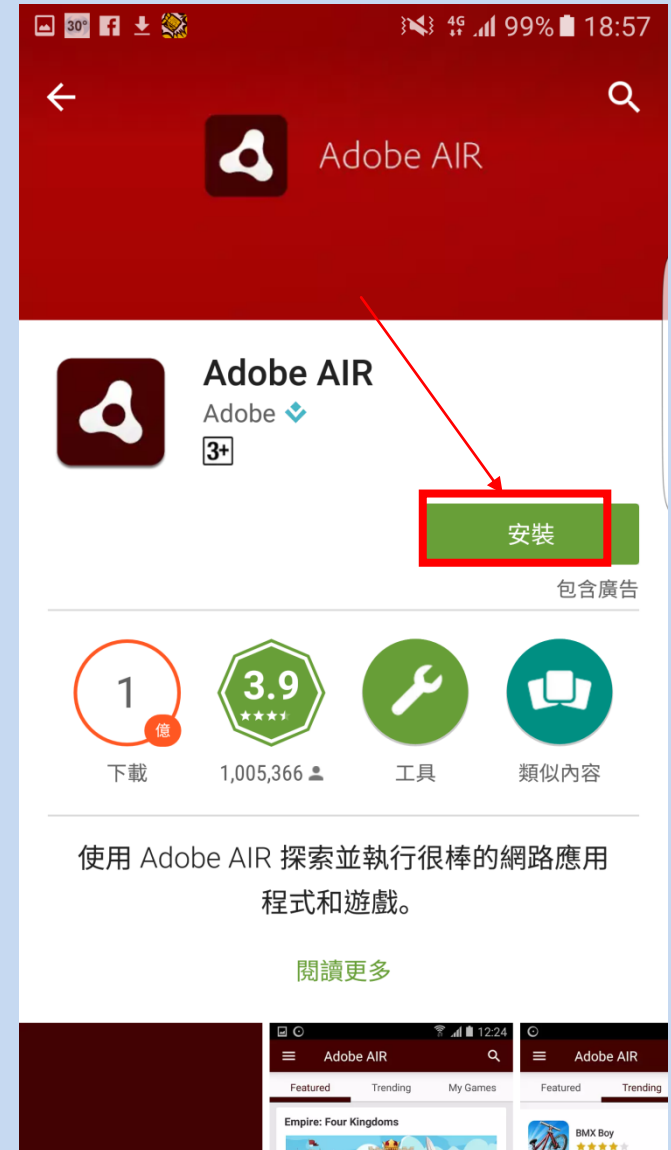 30°
4G 99% 18:57
Adobe AIR
Adobe AIR
Adobe
3+
安裝
包含廣告
1
億
3.9
下載
1,005,366
工具
類似內容
使用 Adobe AIR 探索並執行很棒的網路應用
程式和遊戲。
閱讀更多
12:24
Adobe AIR
Adobe AIR
Featured Trending My Games
Featured Trending
Empire: Four Kingdoms
BMX Boy